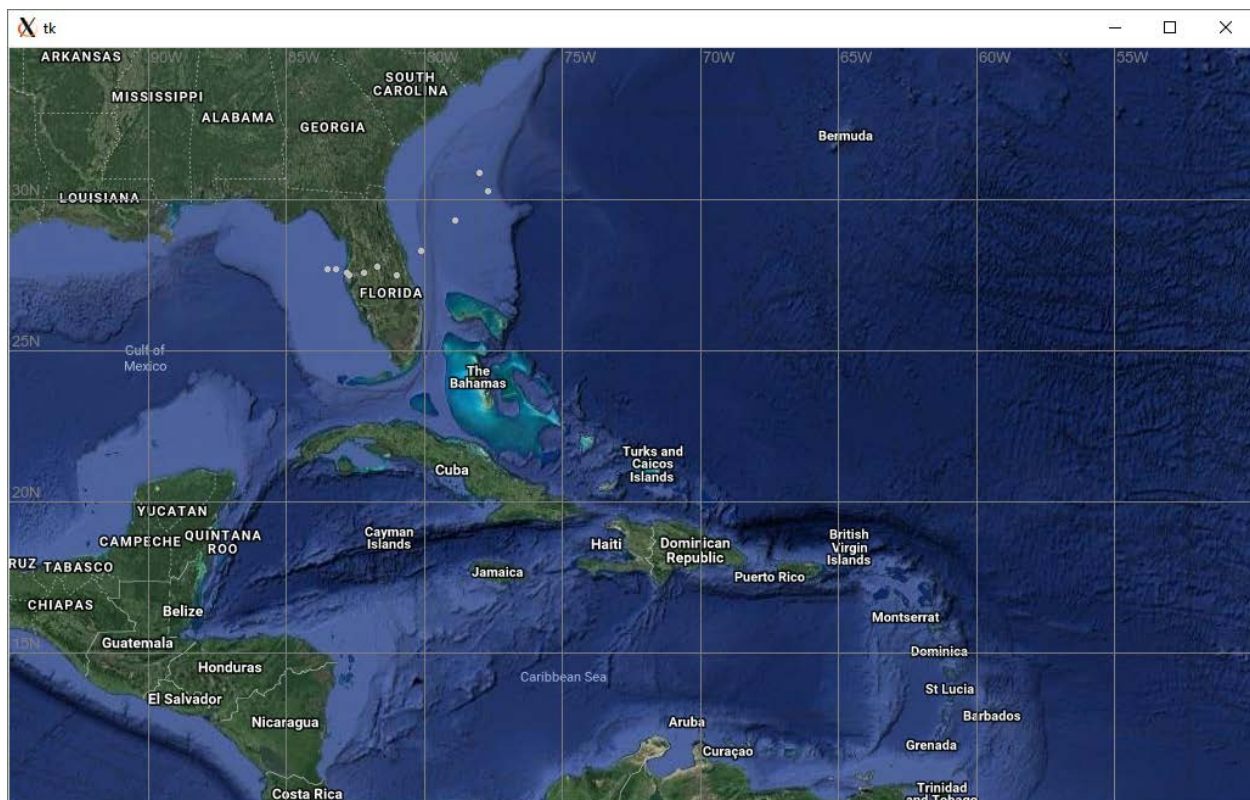 tk
ARKANSAS
90W
80W
75W
70W
65W
60W
55W
SOUTH
CAROLINA
MISSISSIPPI
ALABAMA
GEORGIA
Bermuda
30N
LOUISIANA
FLORIDA
25N
Gulf of
Mexico
The
Bahamas
Turks and
Caicos
Islands
Cuba
20N
YUCATAN
CAMPECHE
QUINTANA
ROO
Cayman
Islands
Haiti
Dominican
Republic
British
Virgin
Islands
RUZ
TABASCO
Jamaica
Puerto Rico
CHIAPAS
Belize
Montserrat
Guatemala
15N
Dominica
Honduras
Caribbean Sea
El Salvador
St Lucia
Nicaragua
Barbados
Aruba
Curaçao
Grenada
Costa Rica
Trinidad
and Tobago